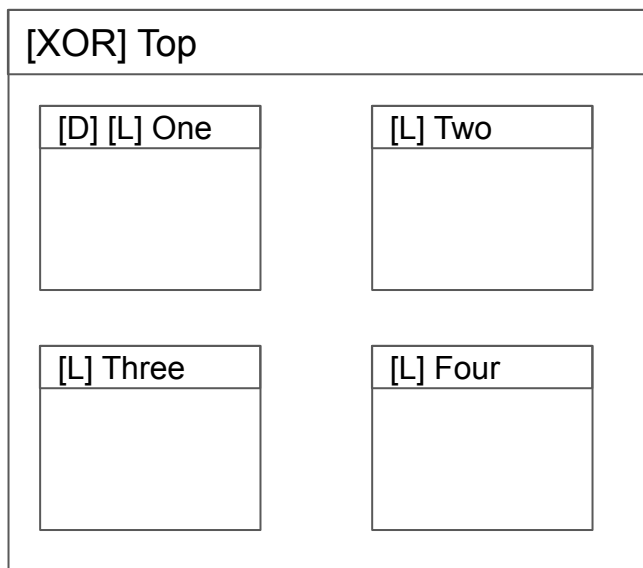 [XOR] Top
[D] [L] One
[L] Two
[L] Three
[L] Four